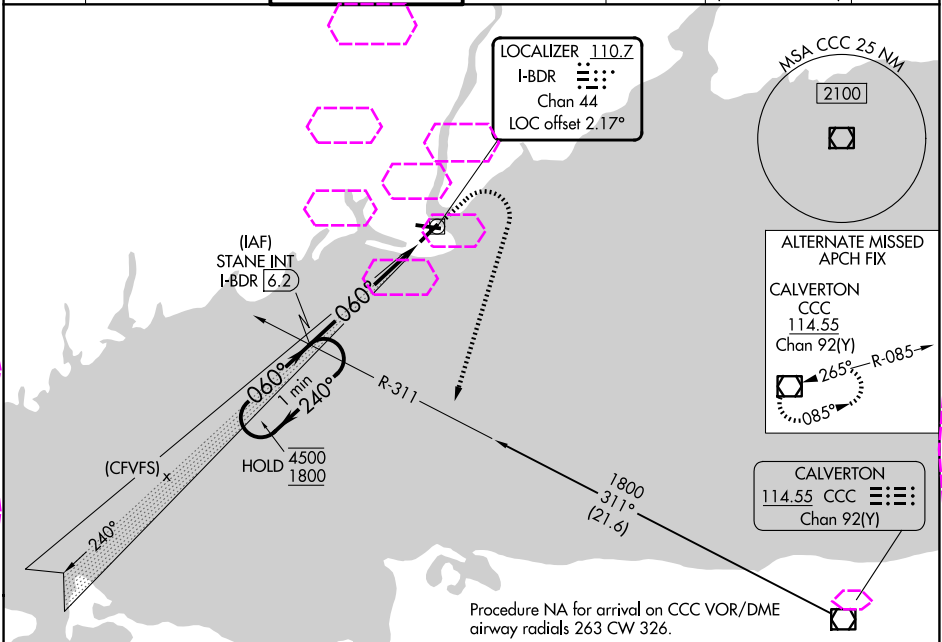 LOCALIZER 110.7
I-BDR
Chan 44
LOC offset 2.17°
MSA CCC 25 NM
2100
(IAF)
STANE INT
I-BDR 6.2
060°
060°
1 min
240°
HOLD 4500
1800
R-311
(CFVFS) x
240°
1800
311°
(21.6)
ALTERNATE MISSED
APCH FIX
CALVERTON
CCC
114.55
Chan 92(Y)
265°
R-085
085°
CALVERTON
114.55 CCC
Chan 92(Y)
Procedure NA for arrival on CCC VOR/DME
airway radials 263 CW 326.